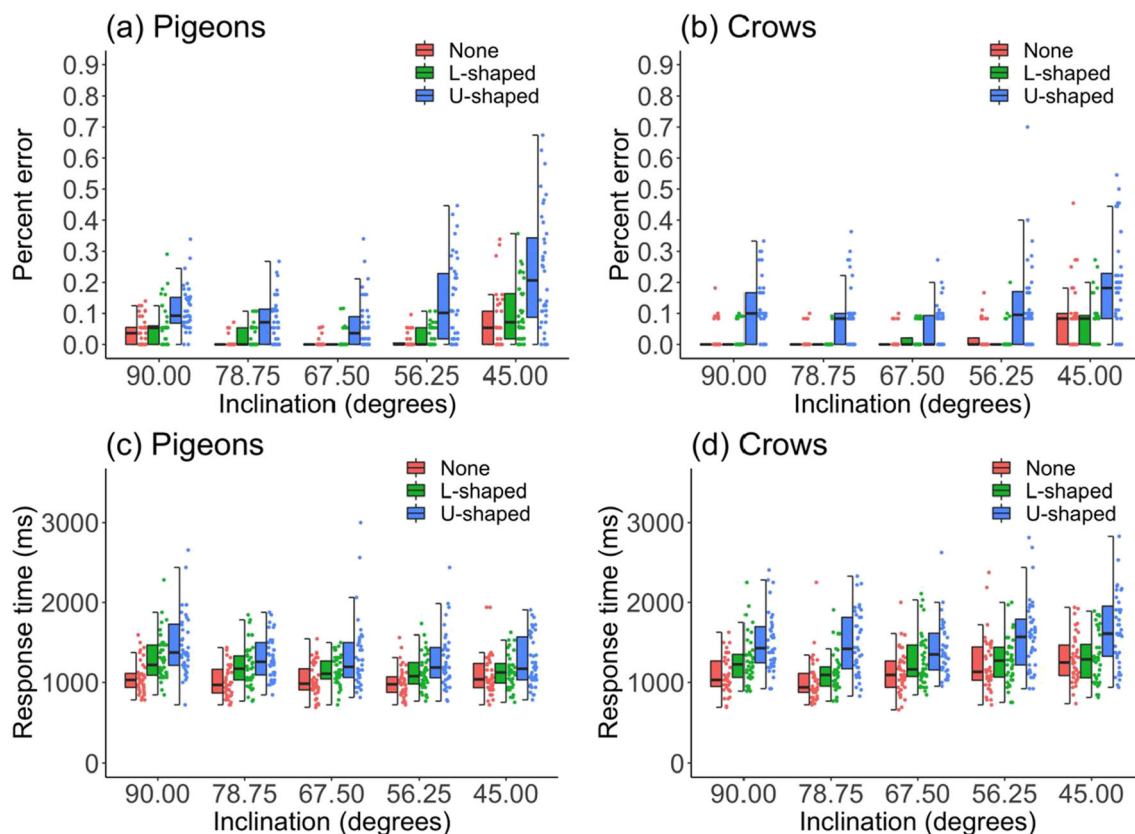 (a) Pigeons
None
L-shaped
U-shaped
Percent error
0.9
0.8
0.7
0.6
0.5
0.4
0.3
0.2
0.1
0.0
90.00 78.75 67.50 56.25 45.00
Inclination (degrees)
(b) Crows
None
L-shaped
U-shaped
Percent error
0.9
0.8
0.7
0.6
0.5
0.4
0.3
0.2
0.1
0.0
90.00 78.75 67.50 56.25 45.00
Inclination (degrees)
(c) Pigeons
None
L-shaped
U-shaped
Response time (ms)
3000
2000
1000
0
90.00 78.75 67.50 56.25 45.00
Inclination (degrees)
(d) Crows
None
L-shaped
U-shaped
Response time (ms)
3000
2000
1000
0
90.00 78.75 67.50 56.25 45.00
Inclination (degrees)